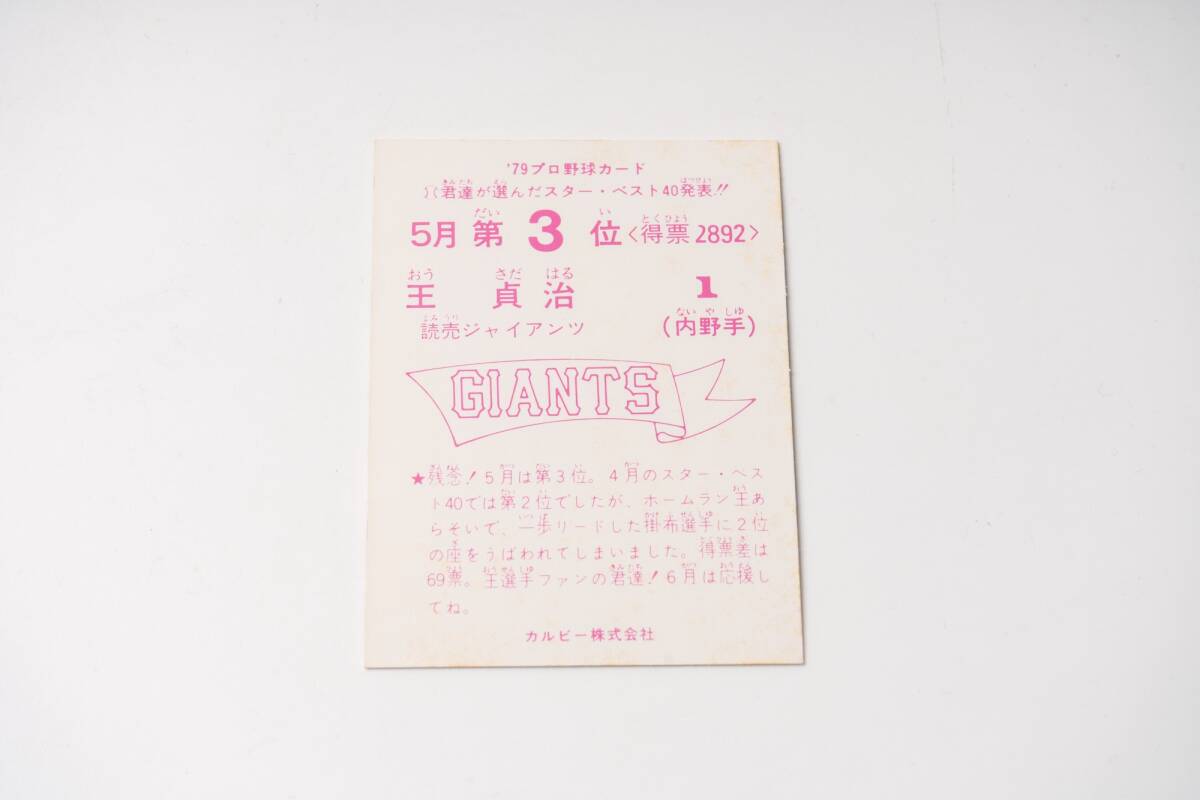 '79プロ野球カード
君達が選んだスター・ベスト40発表!!
5月第3位〈得票2892〉
王 貞治 1
読売ジャイアンツ (内野手)
GIANTS
★残念!5月は第3位。4月のスター・ベス
ト40では第2位でしたが、ホームラン王あ
らそいで、一歩リードした掛布選手に2位
の座をうばわれてしまいました。得票差は
69票。王選手ファンの君達!6月は応援し
てね。
カルビー株式会社